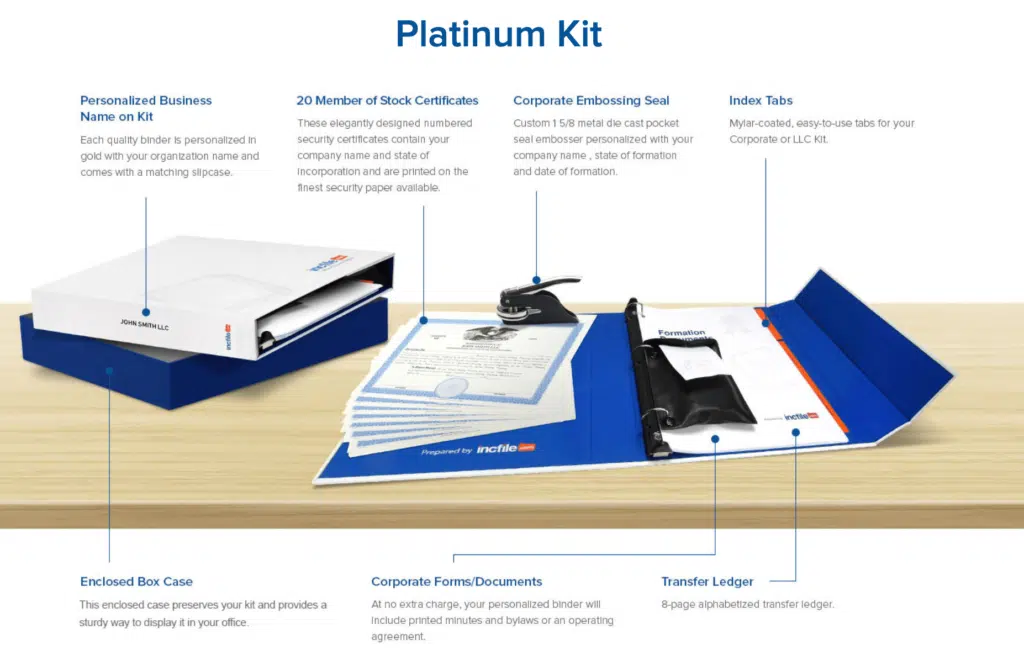 Platinum Kit
Personalized Business
Name on Kit
Each quality binder is personalized in
gold with your organization name and
comes with a matching slipcase.
20 Member of Stock Certificates
These elegantly designed numbered
security certificates contain your
company name and state of
incorporation and are printed on the
finest security paper available.
Corporate Embossing Seal
Custom 1 5/8 metal die cast pocket
seal embosser personalized with your
company name , state of formation
and date of formation.
Index Tabs
Mylar-coated, easy-to-use tabs for your
Corporate or LLC Kit.
incfile.com
JOHN SMITH LLC
incfile.com
Formation
Prepared by incfile.com
incfile.com
Enclosed Box Case
This enclosed case preserves your kit and provides a
sturdy way to display it in your office.
Corporate Forms/Documents
At no extra charge, your personalized binder will
include printed minutes and bylaws or an operating
agreement.
Transfer Ledger
8-page alphabetized transfer ledger.